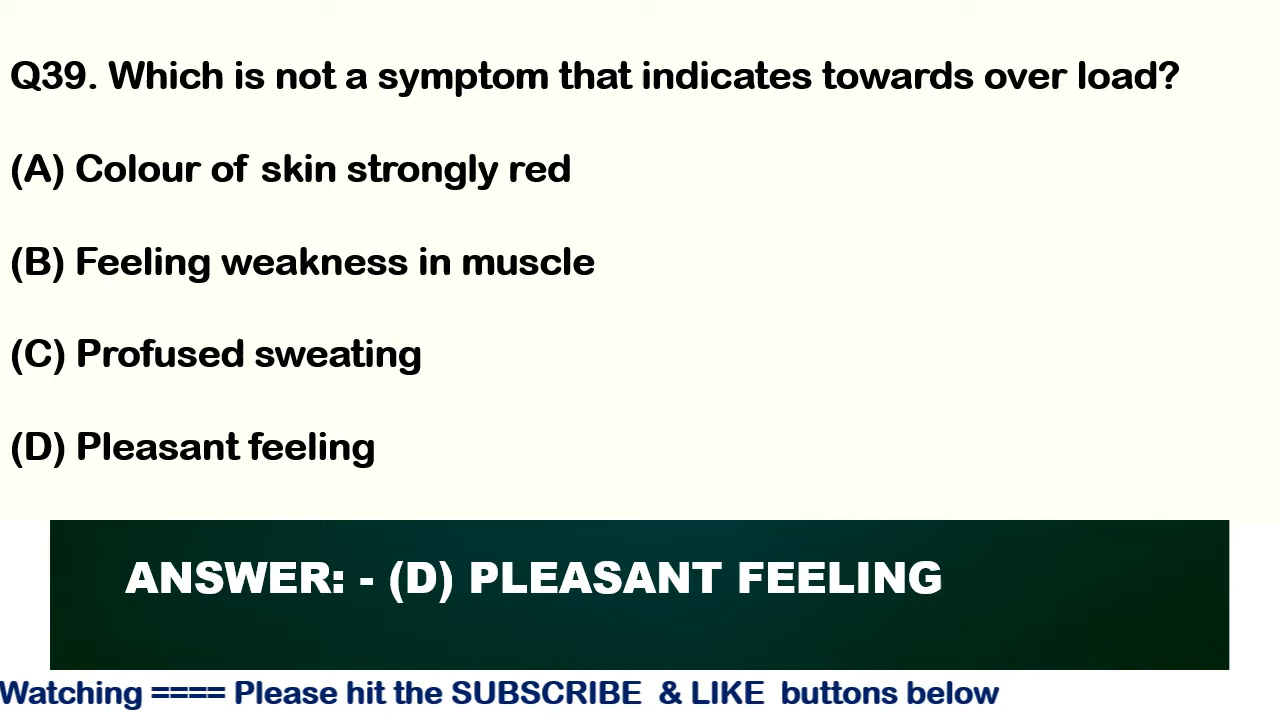 Q39. Which is not a symptom that indicates towards over load?
(A) Colour of skin strongly red
(B) Feeling weakness in muscle
(C) Profused sweating
(D) Pleasant feeling
ANSWER: - (D) PLEASANT FEELING
Watching ==== Please hit the SUBSCRIBE & LIKE buttons below